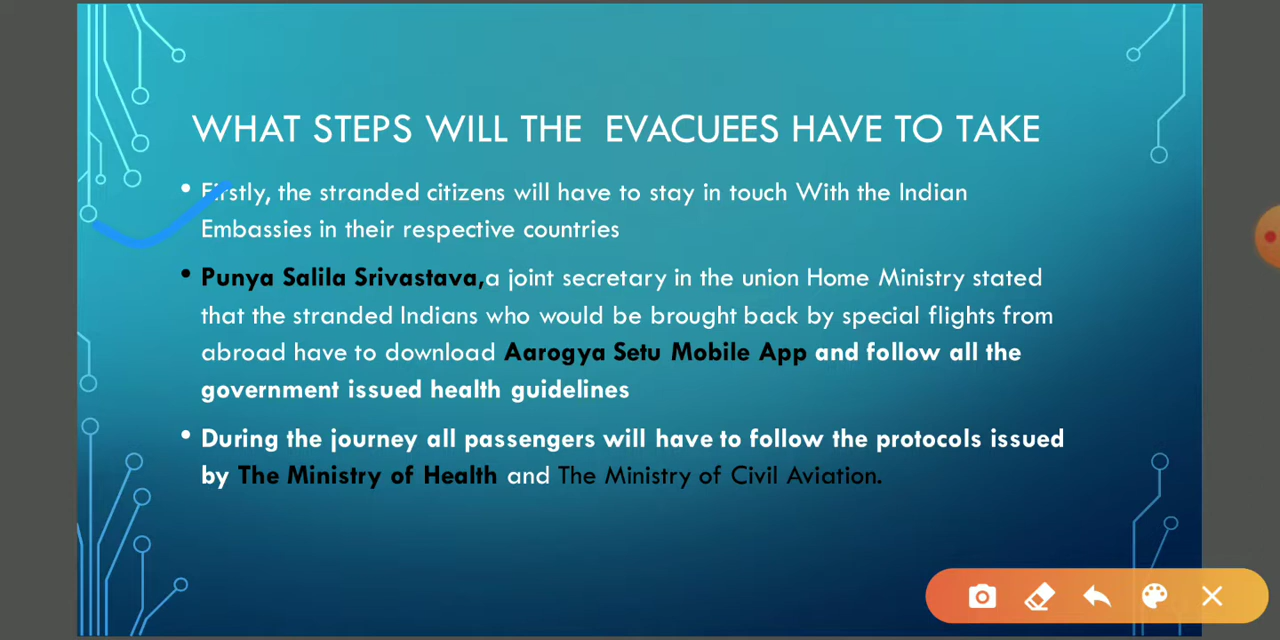 WHAT STEPS WILL THE EVACUEES HAVE TO TAKE
• Firstly, the stranded citizens will have to stay in touch With the Indian
Embassies in their respective countries
• Punya Salila Srivastava,a joint secretary in the union Home Ministry stated
that the stranded Indians who would be brought back by special flights from
abroad have to download Aarogya Setu Mobile App and follow all the
government issued health guidelines
• During the journey all passengers will have to follow the protocols issued
by The Ministry of Health and The Ministry of Civil Aviation.